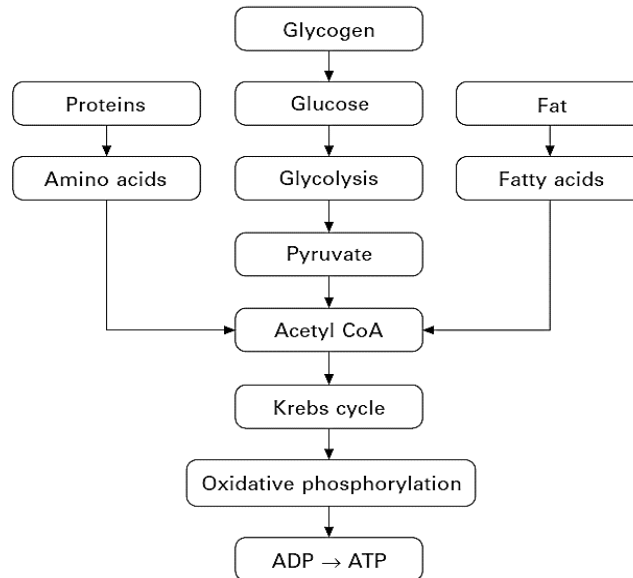 Glycogen
Proteins
Glucose
Fat
Amino acids
Glycolysis
Fatty acids
Pyruvate
Acetyl CoA
Krebs cycle
Oxidative phosphorylation
ADP → ATP